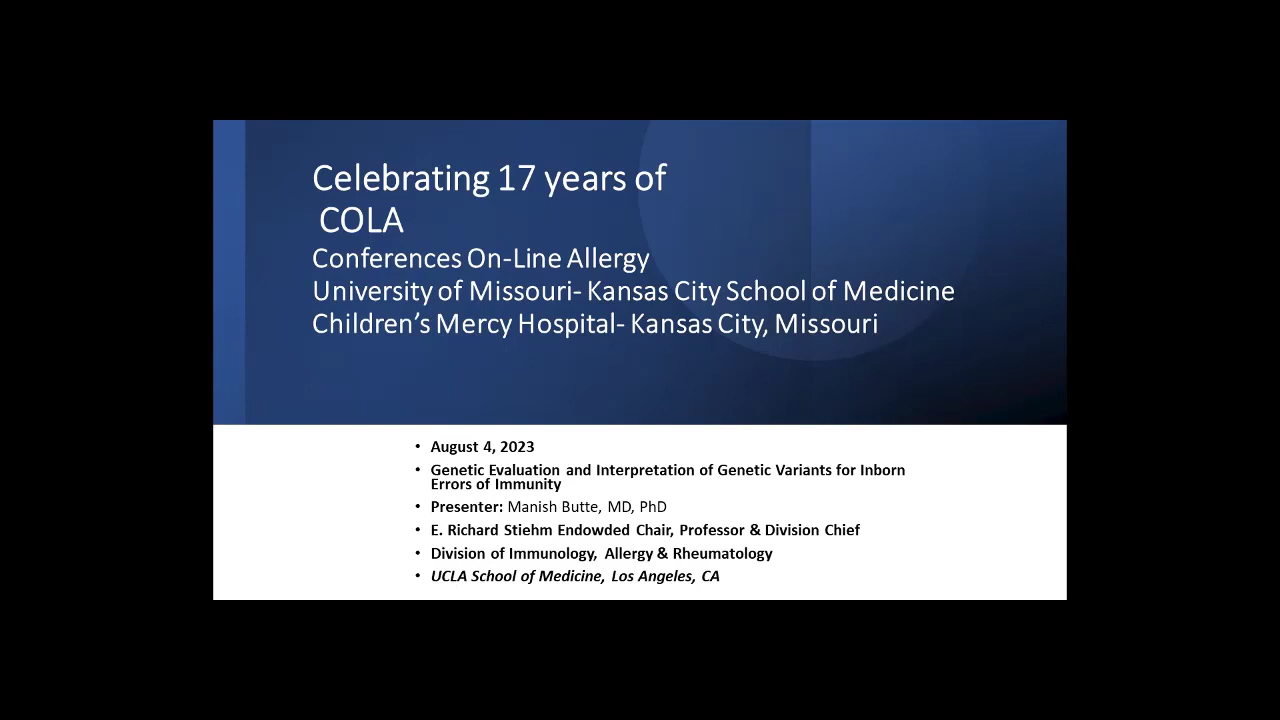 Celebrating 17 years of
COLA
Conferences On-Line Allergy
University of Missouri- Kansas City School of Medicine
Children’s Mercy Hospital- Kansas City, Missouri
• August 4, 2023
• Genetic Evaluation and Interpretation of Genetic Variants for Inborn
Errors of Immunity
• Presenter: Manish Butte, MD, PhD
• E. Richard Stiehm Endowded Chair, Professor & Division Chief
• Division of Immunology, Allergy & Rheumatology
• UCLA School of Medicine, Los Angeles, CA